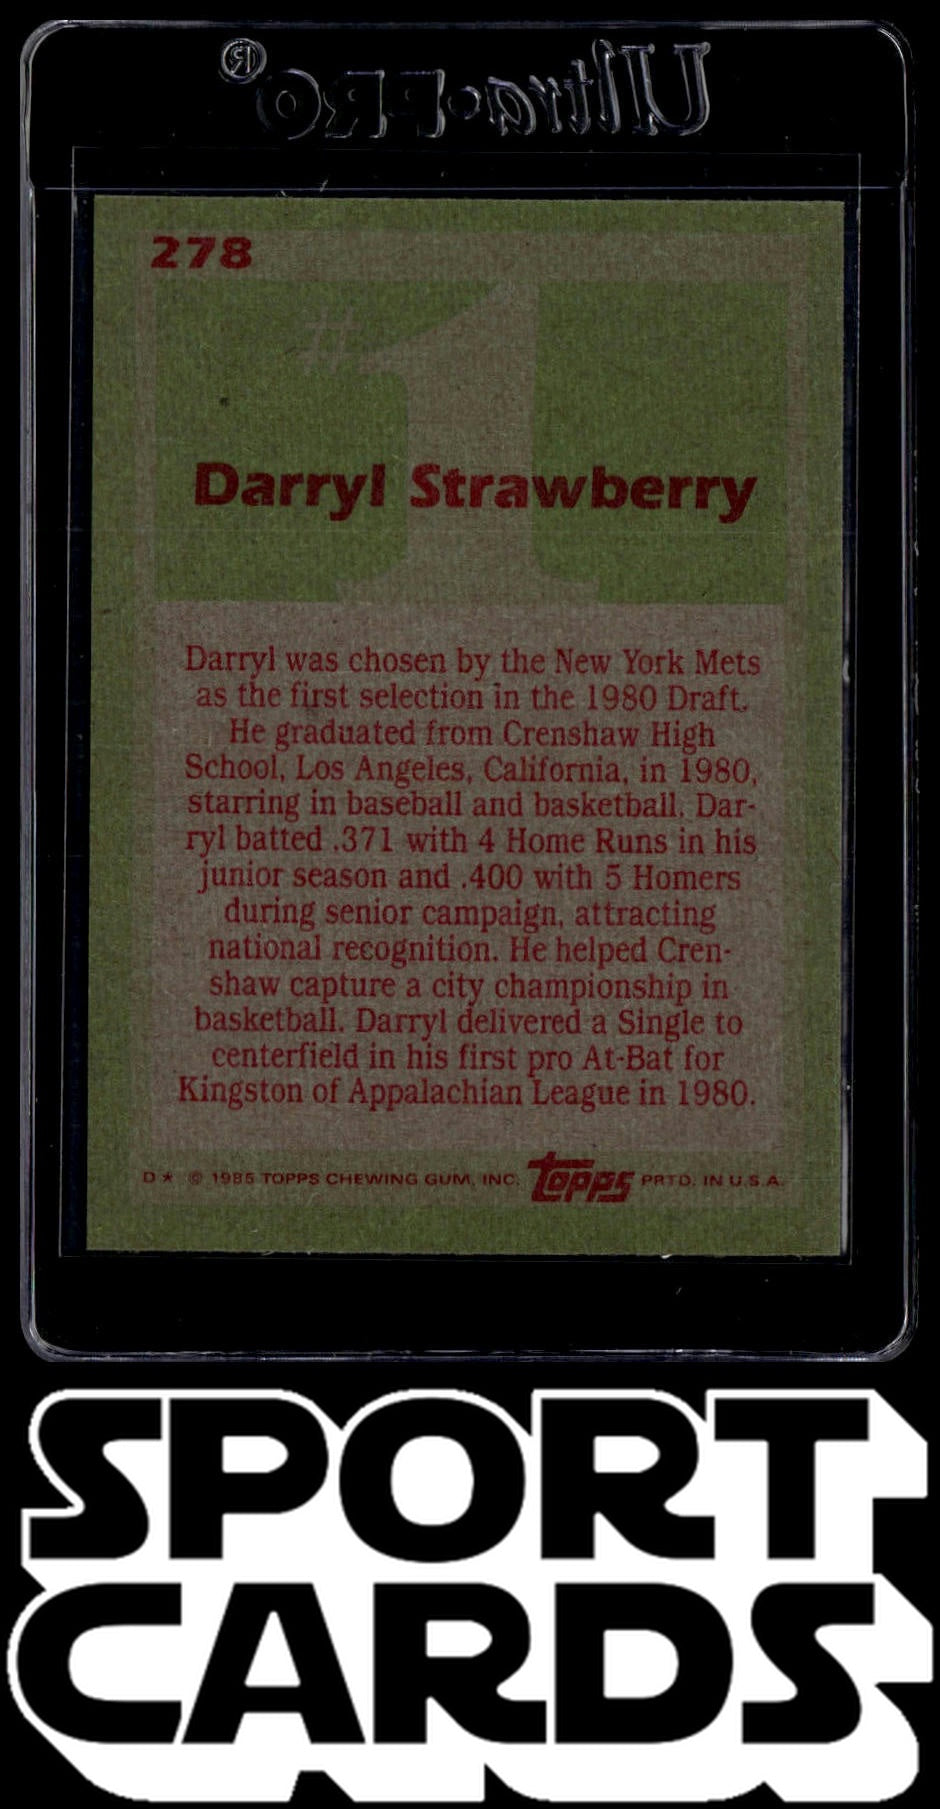 Ultra•PRO®
278
#1
Darryl Strawberry
Darryl was chosen by the New York Mets
as the first selection in the 1980 Draft.
He graduated from Crenshaw High
School, Los Angeles, California, in 1980,
starring in baseball and basketball. Dar-
ryl batted .371 with 4 Home Runs in his
junior season and .400 with 5 Homers
during senior campaign, attracting
national recognition. He helped Cren-
shaw capture a city championship in
basketball. Darryl delivered a Single to
centerfield in his first pro At-Bat for
Kingston of Appalachian League in 1980.
D★ © 1985 TOPPS CHEWING GUM, INC. topps PRTD. IN U.S.A.
SPORT
CARDS